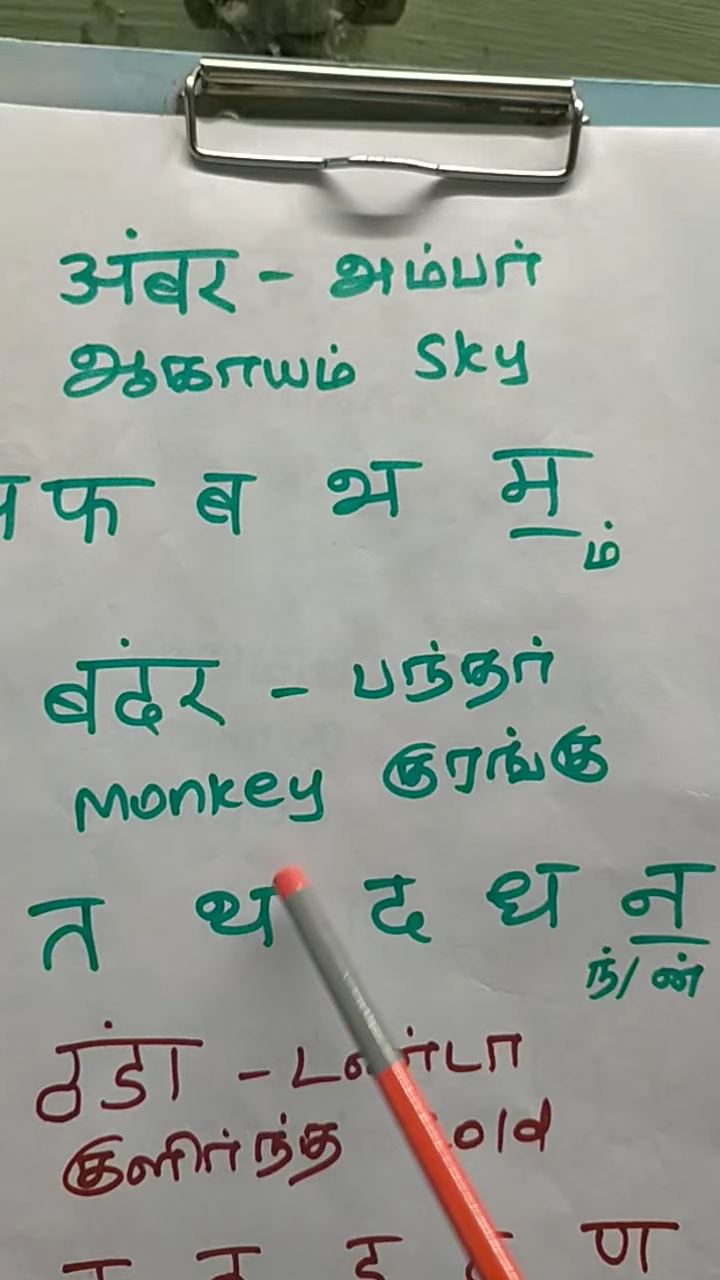 अंबर - அம்பர்
ஆகாயம் Sky
फ ब भ म ம்
बंदर - பந்தர்
Monkey குரங்கு
त थ द ध न ந்/ன்
ठंडा -
குளிர்ந்த
ण